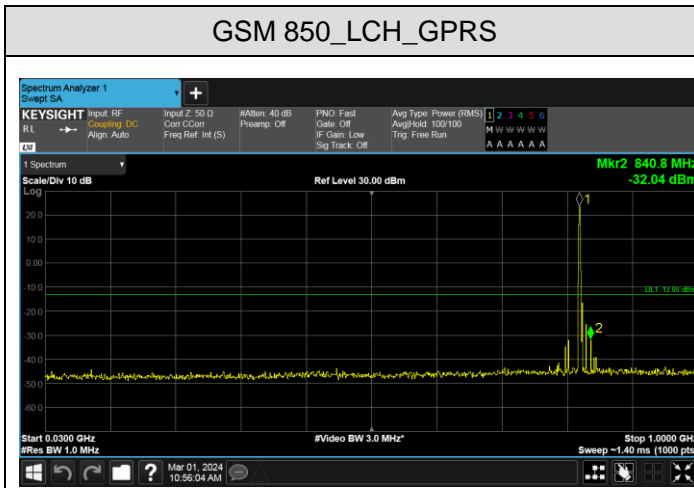 GSM 850_LCH_GPRS
Spectrum Analyzer 1
Swept SA
+
KEYSIGHT
RL
Input: RF
Coupling: DC
Align: Auto
Input Z: 50 Ω
Corr CCorr
Freq Ref: Int (S)
#Atten: 40 dB
Preamp: Off
PNO: Fast
Gate: Off
IF Gain: Low
Sig Track: Off
Avg Type: Power (RMS)
Avg|Hold: 100/100
Trig: Free Run
1 2 3 4 5 6
M W W W W W
A A A A A A
1 Spectrum
Mkr2 840.8 MHz
-32.04 dBm
Scale/Div 10 dB
Ref Level 30.00 dBm
Log
1
20.0
10.0
0.00
-10.0
DL1 -13.00 dBm
-20.0
-30.0
2
-40.0
-50.0
-60.0
Start 0.0300 GHz
#Video BW 3.0 MHz*
Stop 1.0000 GHz
#Res BW 1.0 MHz
Sweep ~1.40 ms (1000 pts)
?
Mar 01, 2024
10:56:04 AM